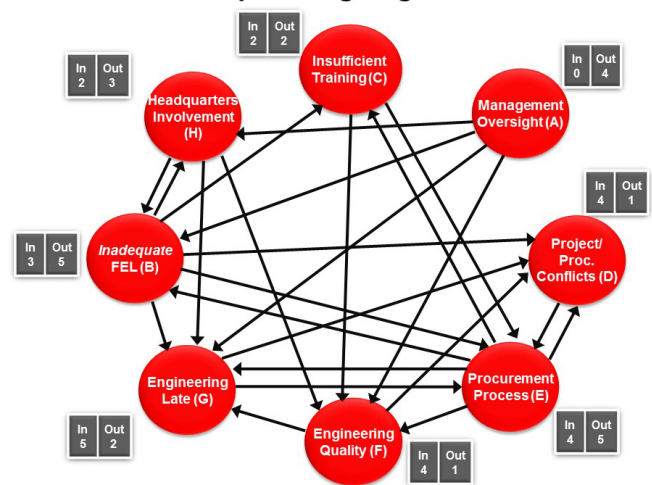 In Out
2 2
Insufficient
Training (C)
In Out
0 4
In Out
2 3
Headquarters
Involvement
(H)
Management
Oversight (A)
In Out
4 1
In Out
3 5
Inadequate
FEL (B)
Project/
Proc.
Conflicts (D)
Engineering
Late (G)
Procurement
Process (E)
In Out
5 2
Engineering
Quality (F)
In Out
4 1
In Out
4 5